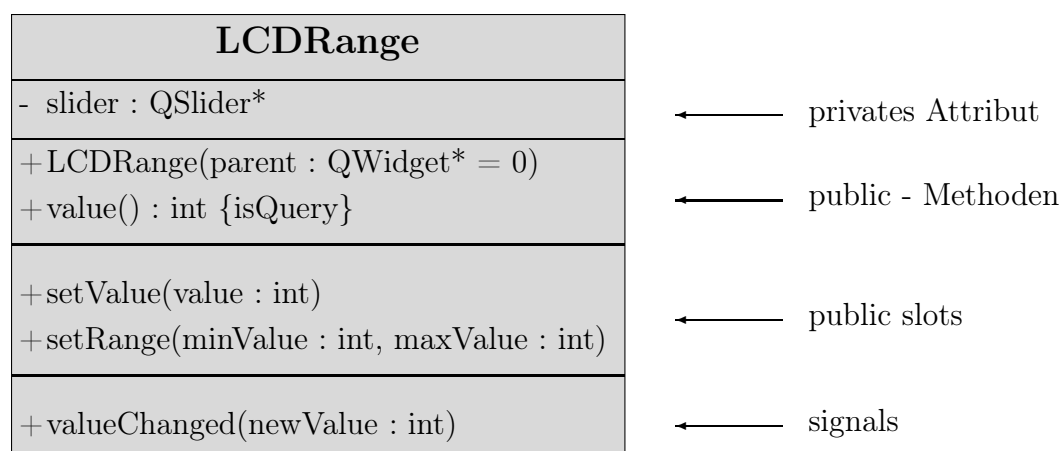 LCDRange
- slider : QSlider*
privates Attribut
+LCDRange(parent : QWidget* = 0)
+value() : int {isQuery}
public - Methoden
+setValue(value : int)
+setRange(minValue : int, maxValue : int)
public slots
+valueChanged(newValue : int)
signals